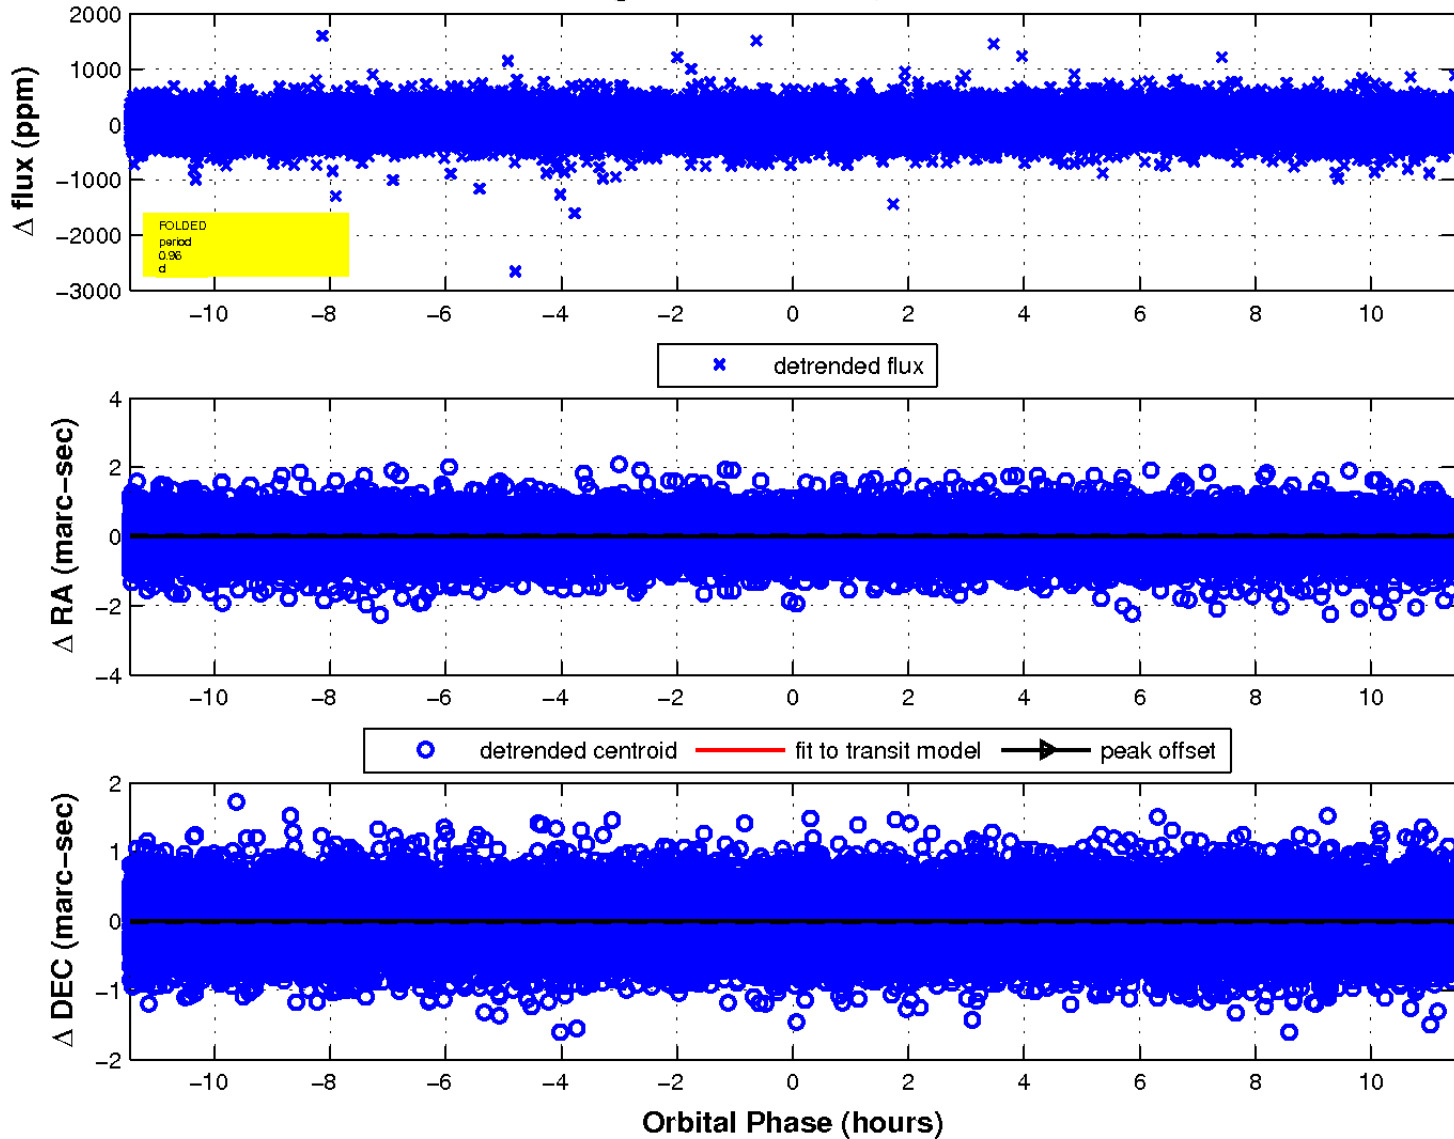 2000
1000
0
−1000
−2000
−3000
Δ flux (ppm)
FOLDED
period
0.96
d
−10 −8 −6 −4 −2 0 2 4 6 8 10
detrended flux
4
2
0
−2
−4
Δ RA (marc−sec)
−10 −8 −6 −4 −2 0 2 4 6 8 10
detrended centroid fit to transit model peak offset
2
1
0
−1
−2
Δ DEC (marc−sec)
−10 −8 −6 −4 −2 0 2 4 6 8 10
Orbital Phase (hours)